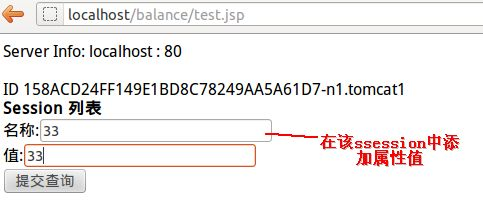 localhost/balance/test.jsp
Server Info: localhost : 80
ID 158ACD24FF149E1BD8C78249AA5A61D7-n1.tomcat1
Session 列表
名称:33
在该ssession中添
加属性值
值:33
提交查询